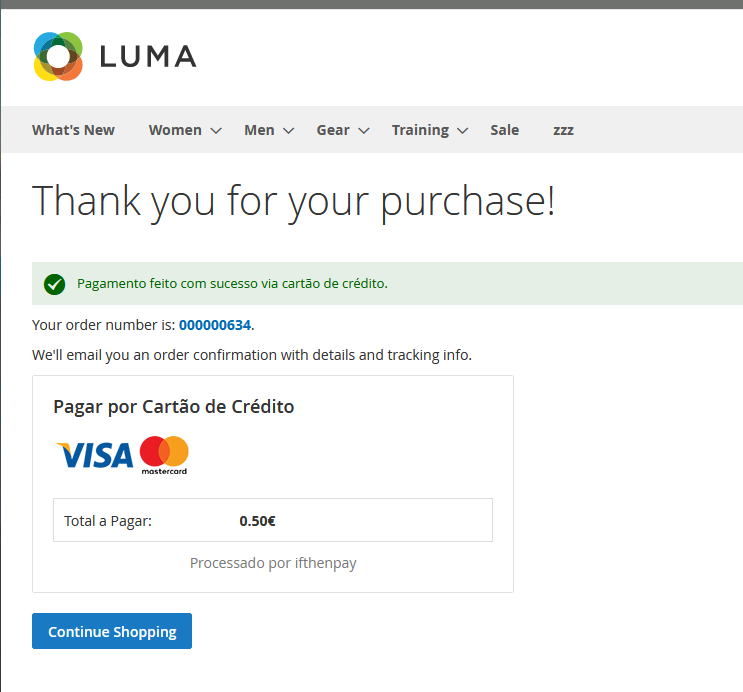 LUMA
What's New Women Men Gear Training Sale zzz
Thank you for your purchase!
Pagamento feito com sucesso via cartão de crédito.
Your order number is: 000000634.
We'll email you an order confirmation with details and tracking info.
Pagar por Cartão de Crédito
VISA mastercard
Total a Pagar: 0.50€
Processado por ifthenpay
Continue Shopping